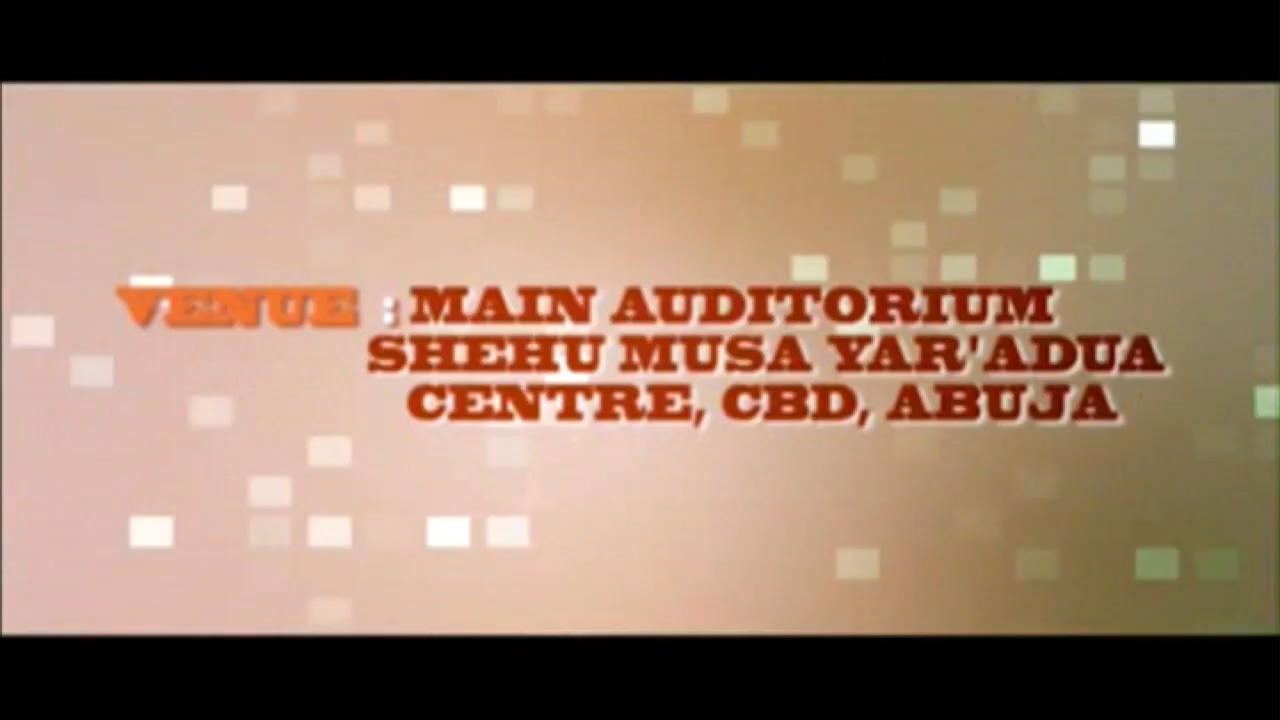 VENUE : MAIN AUDITORIUM
SHEHU MUSA YAR'ADUA
CENTRE, CBD, ABUJA